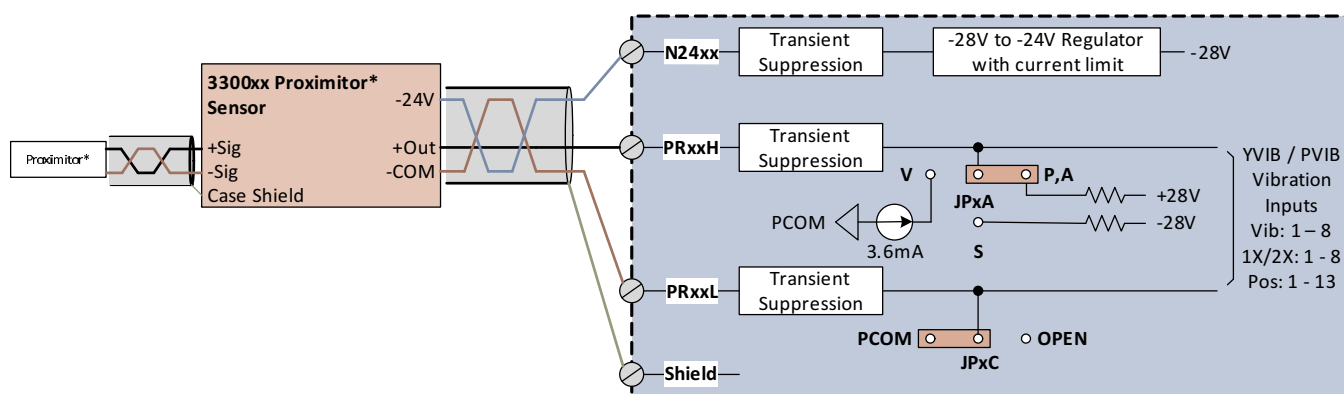 Proximitor*
3300xx Proximitor*
Sensor
-24V
+Sig
+Out
-Sig
-COM
Case Shield
N24xx
Transient
Suppression
-28V to -24V Regulator
with current limit
-28V
PRxxH
Transient
Suppression
V
P,A
JPxA
+28V
PCOM
3.6mA
S
-28V
YVIB / PVIB
Vibration
Inputs
Vib: 1 – 8
1X/2X: 1 - 8
Pos: 1 - 13
PRxxL
Transient
Suppression
PCOM
OPEN
JPxC
Shield